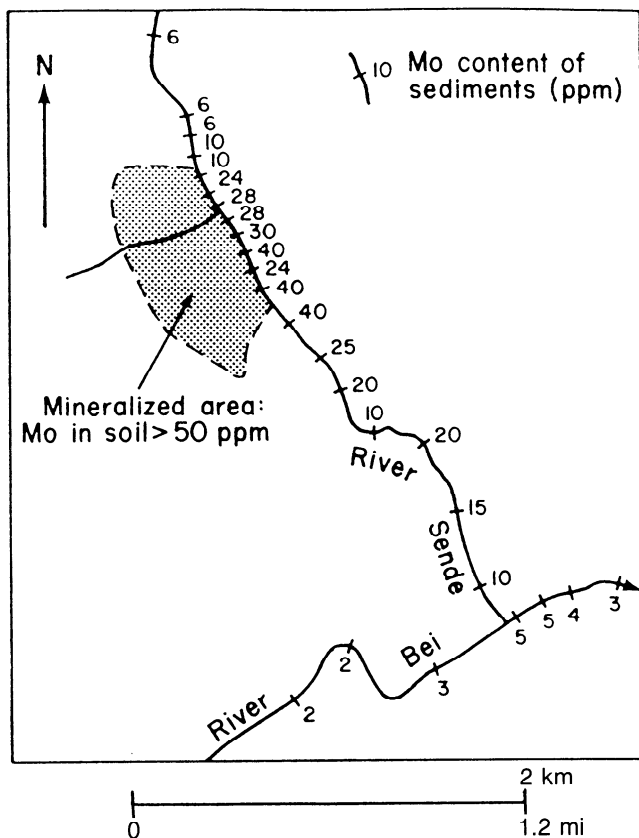 6
N
10 Mo content of
sediments (ppm)
6
6
10
10
24
28
28
30
40
24
40
40
25
20
Mineralized area:
Mo in soil > 50 ppm
10
20
River
15
Sende
10
5
5
4
3
Bei
2
3
River
2
2 km
0
1.2 mi